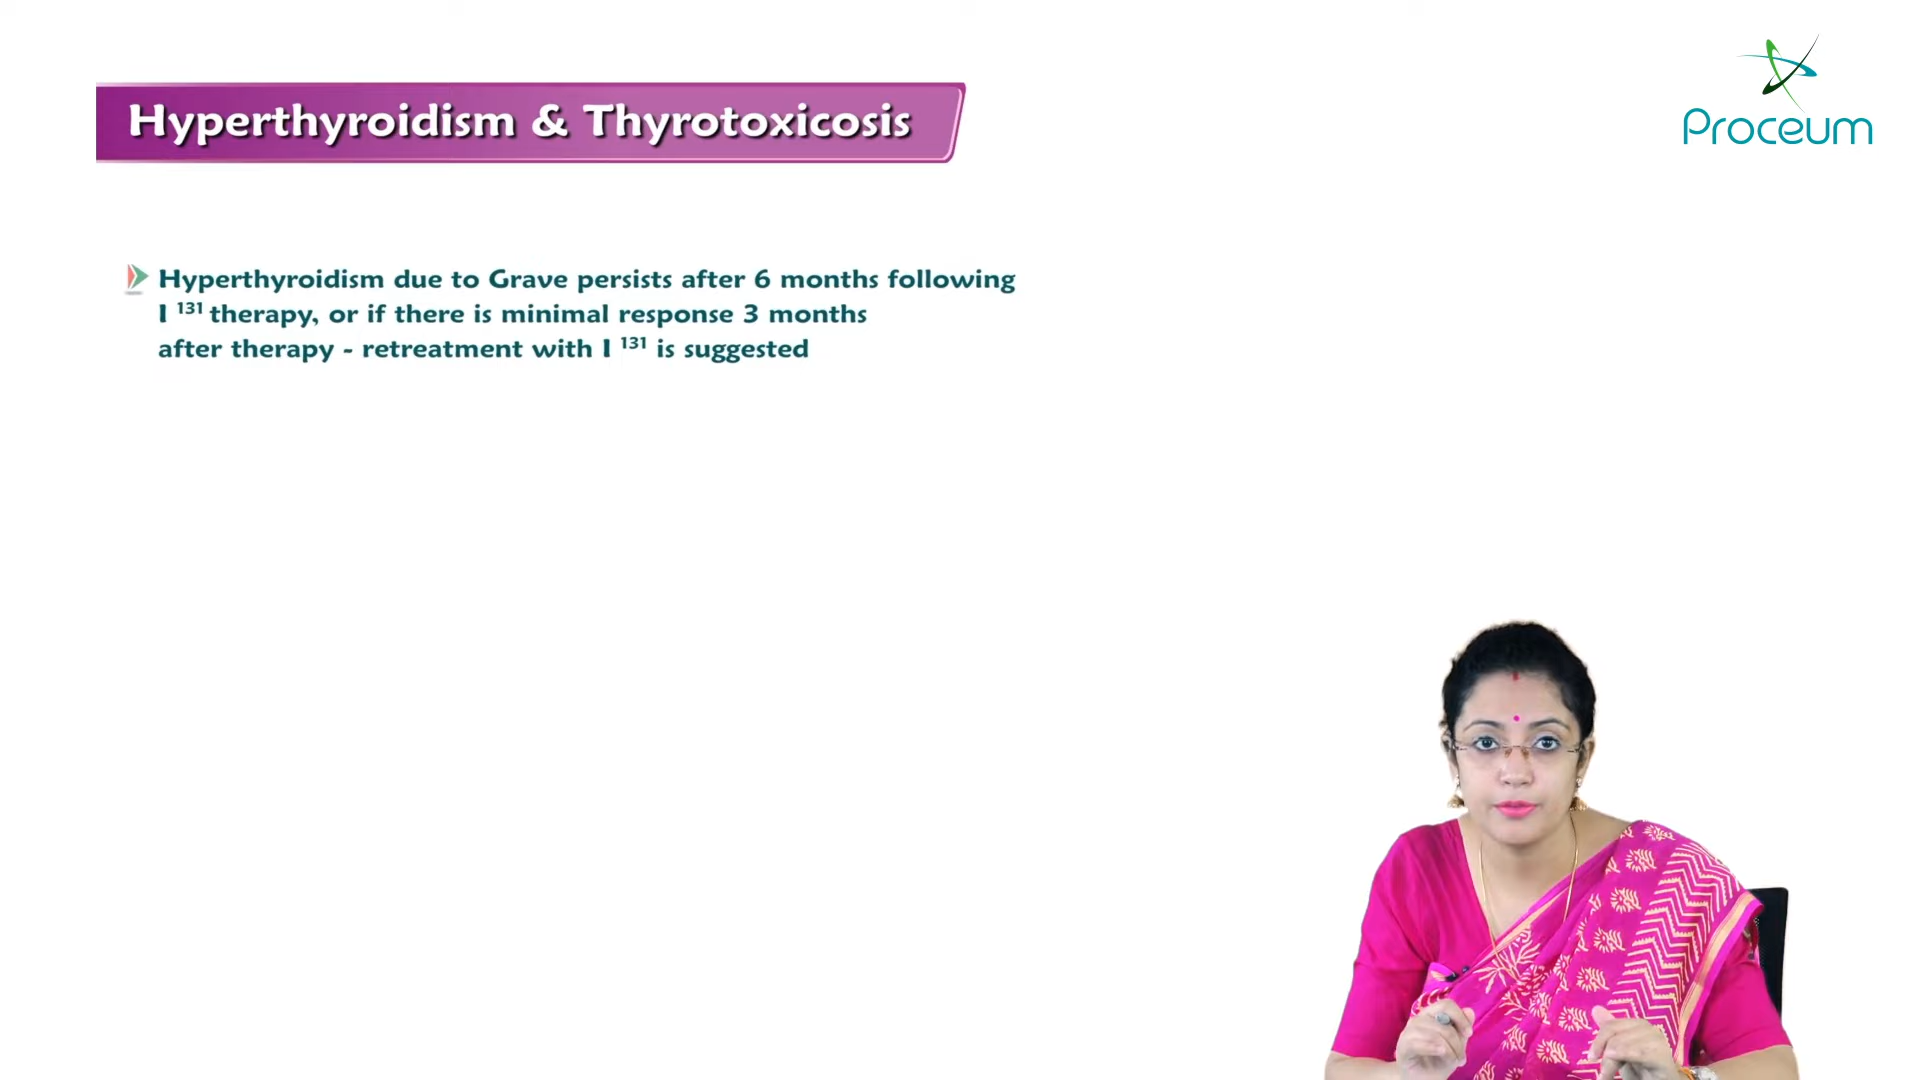 Hyperthyroidism & Thyrotoxicosis
Proceum
Hyperthyroidism due to Grave persists after 6 months following
I 131 therapy, or if there is minimal response 3 months
after therapy - retreatment with I 131 is suggested